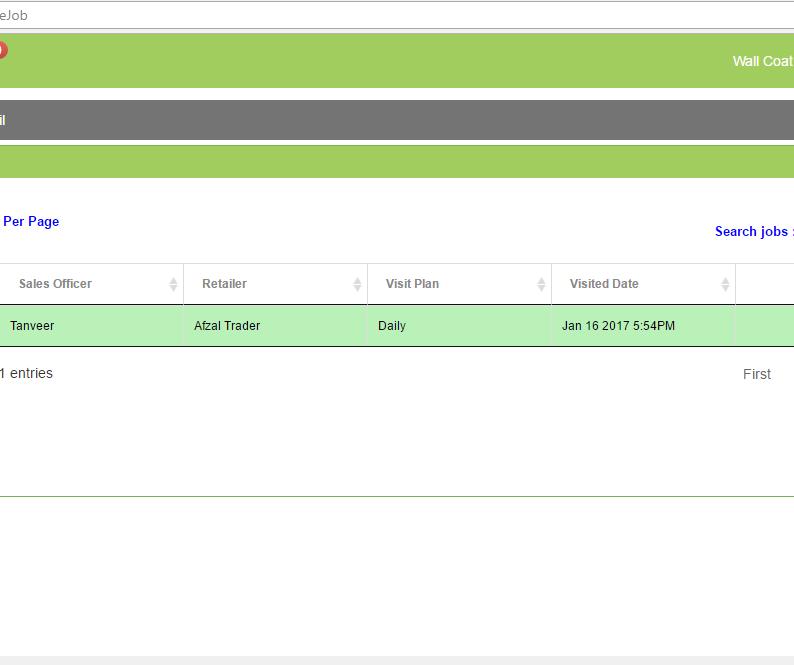 eJob
Wall Coat
il
Per Page
Search jobs :
Sales Officer Retailer Visit Plan Visited Date
Tanveer Afzal Trader Daily Jan 16 2017 5:54PM
1 entries First